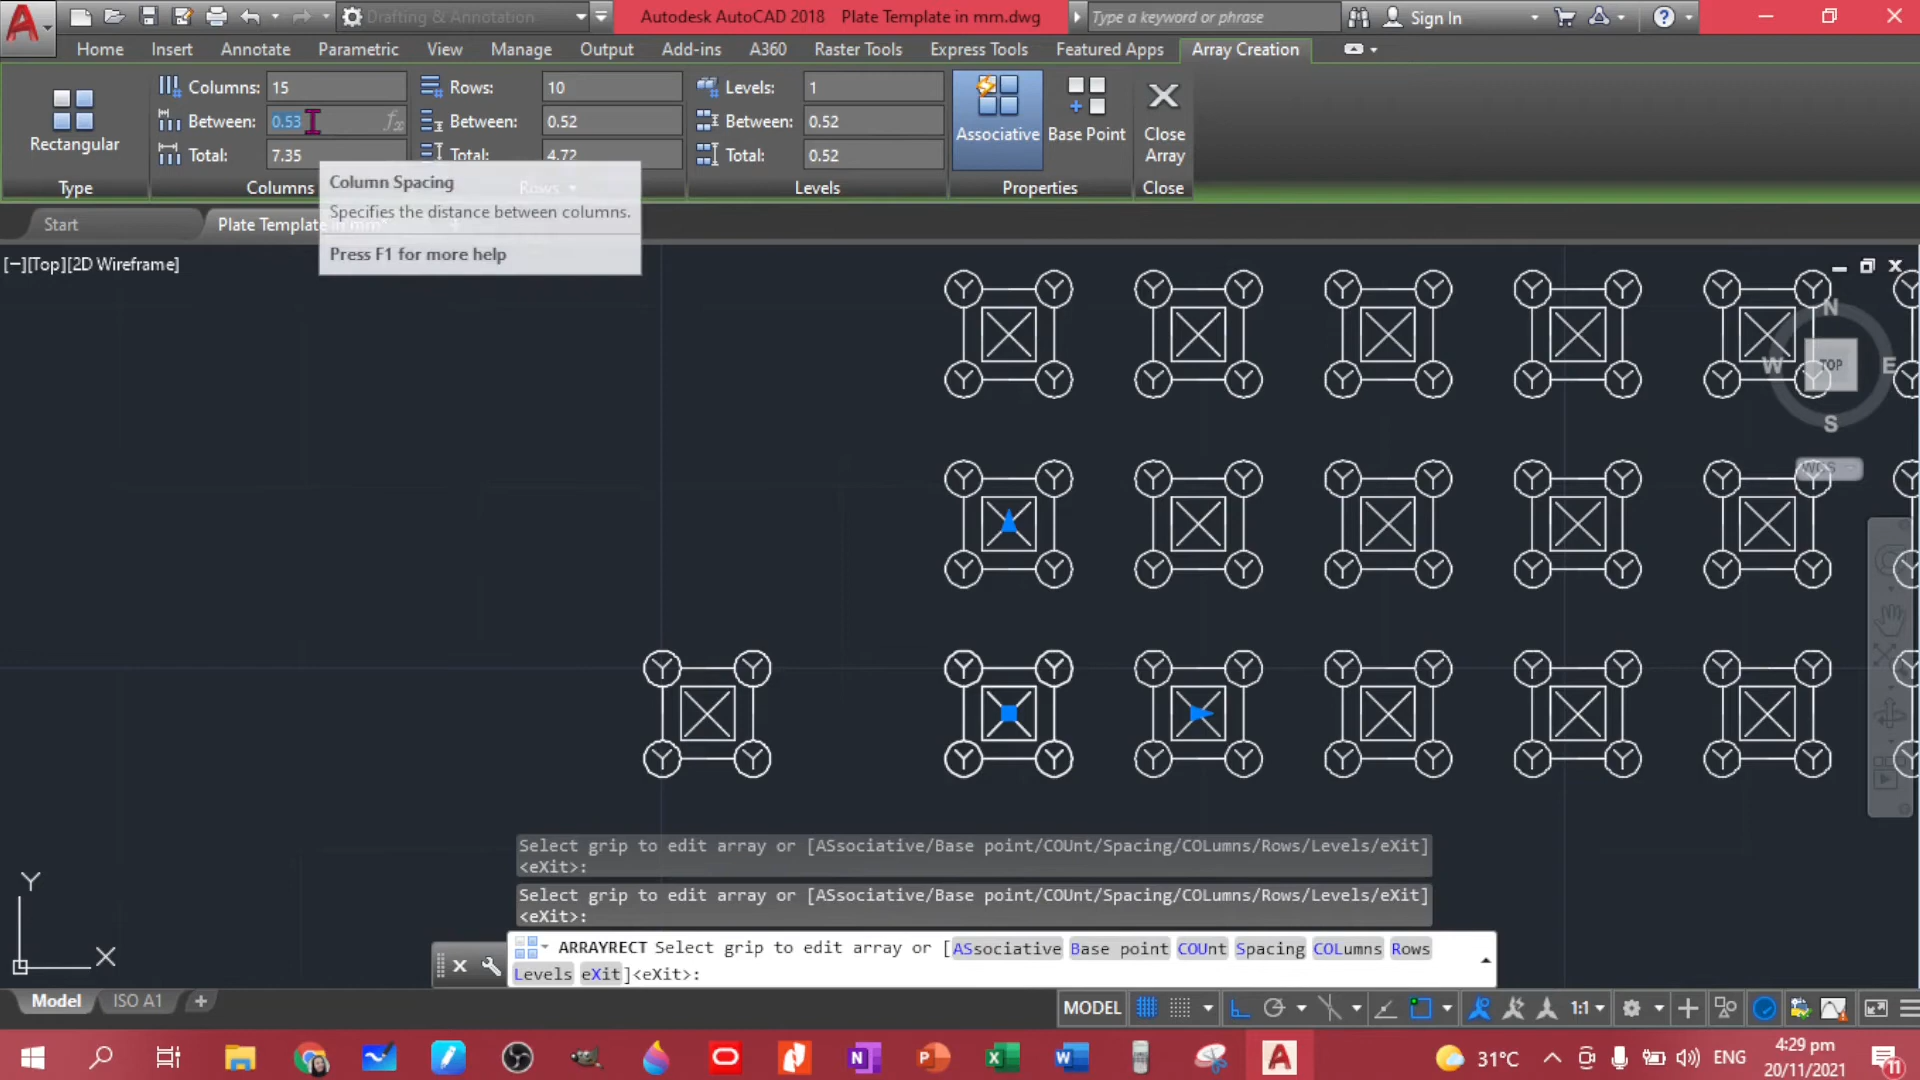 Drafting & Annotation
Autodesk AutoCAD 2018 Plate Template in mm.dwg
Type a keyword or phrase
Sign In
Home Insert Annotate Parametric View Manage Output Add-ins A360 Raster Tools Express Tools Featured Apps Array Creation
Columns: 15 Rows: 10 Levels: 1
Rectangular Between: 0.53 Between: 0.52 Between: 0.52 Associative Base Point Close Array
Total: 7.35 Total: 4.72 Total: 0.52
Type Columns Rows Levels Properties Close
Column Spacing
Specifies the distance between columns.
Press F1 for more help
Start Plate Template in mm
[−][Top][2D Wireframe]
N
W TOP E
S
WCS
Y
X
Select grip to edit array or [ASsociative/Base point/COUnt/Spacing/COLumns/Rows/Levels/eXit]
<eXit>:
Select grip to edit array or [ASsociative/Base point/COUnt/Spacing/COLumns/Rows/Levels/eXit]
<eXit>:
ARRAYRECT Select grip to edit array or [ASsociative Base point COUnt Spacing COLumns Rows
Levels eXit]<eXit>:
Model ISO A1
MODEL 1:1
31°C ENG 4:29 pm
20/11/2021
11